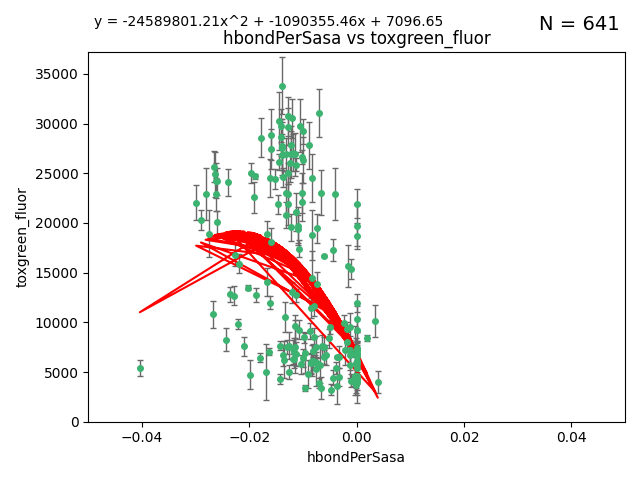 y = -24589801.21x^2 + -1090355.46x + 7096.65
N = 641
hbondPerSasa vs toxgreen_fluor
35000
30000
25000
20000
15000
10000
5000
0
toxgreen_fluor
−0.04
−0.02
0.00
0.02
0.04
hbondPerSasa